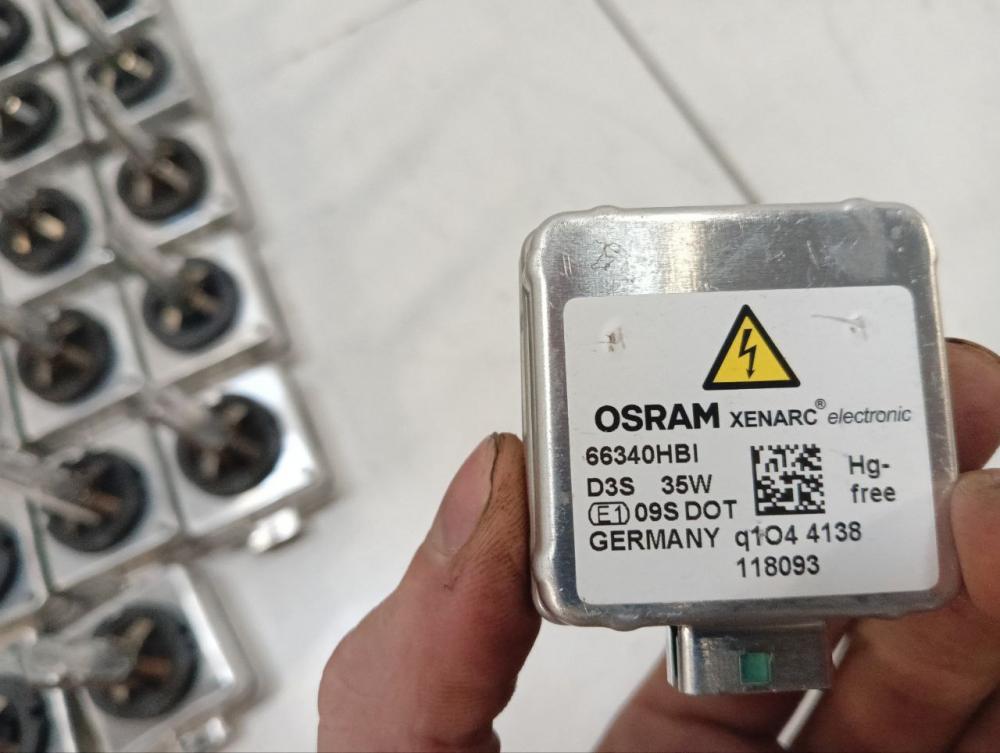 OSRAM XENARC® electronic
66340HBI
D3S 35W
Hg-
free
E1 09S DOT
GERMANY q1O4 4138
118093